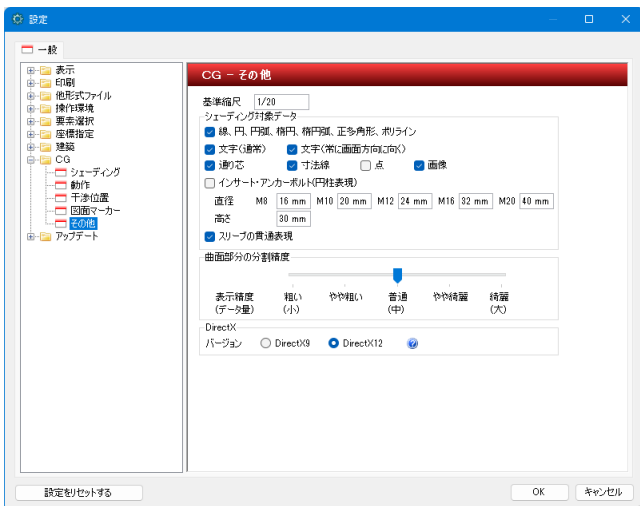 設定
一般
表示
印刷
他形式ファイル
操作環境
要素選択
座標指定
建築
CG
シェーディング
動作
干渉位置
図面マーカー
その他
アップデート
CG - その他
基準縮尺 1/20
シェーディング対象データ
線、円、円弧、楕円、楕円弧、正多角形、ポリライン
文字(通常) 文字(常に画面方向に向く)
通り芯 寸法線 点 画像
インサート・アンカーボルト(円柱表現)
直径 M8 16 mm M10 20 mm M12 24 mm M16 32 mm M20 40 mm
高さ 30 mm
スリーブの貫通表現
曲面部分の分割精度
表示精度 粗い やや粗い 普通 やや綺麗 綺麗
(データ量) (小) (中) (大)
DirectX
バージョン DirectX9 DirectX12
設定をリセットする OK キャンセル